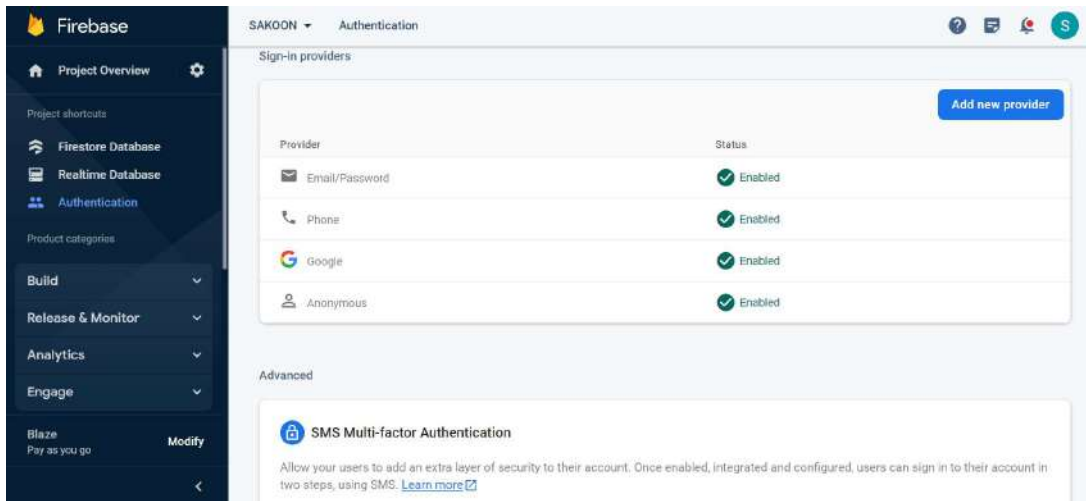 Firebase
Project Overview
Project shortcuts
Firestore Database
Realtime Database
Authentication
Product categories
Build
Release & Monitor
Analytics
Engage
Blaze
Pay as you go
Modify
SAKOON
Authentication
S
Sign-in providers
Add new provider
Provider
Status
Email/Password
Enabled
Phone
Enabled
Google
Enabled
Anonymous
Enabled
Advanced
SMS Multi-factor Authentication
Allow your users to add an extra layer of security to their account. Once enabled, integrated and configured, users can sign in to their account in
two steps, using SMS. Learn more